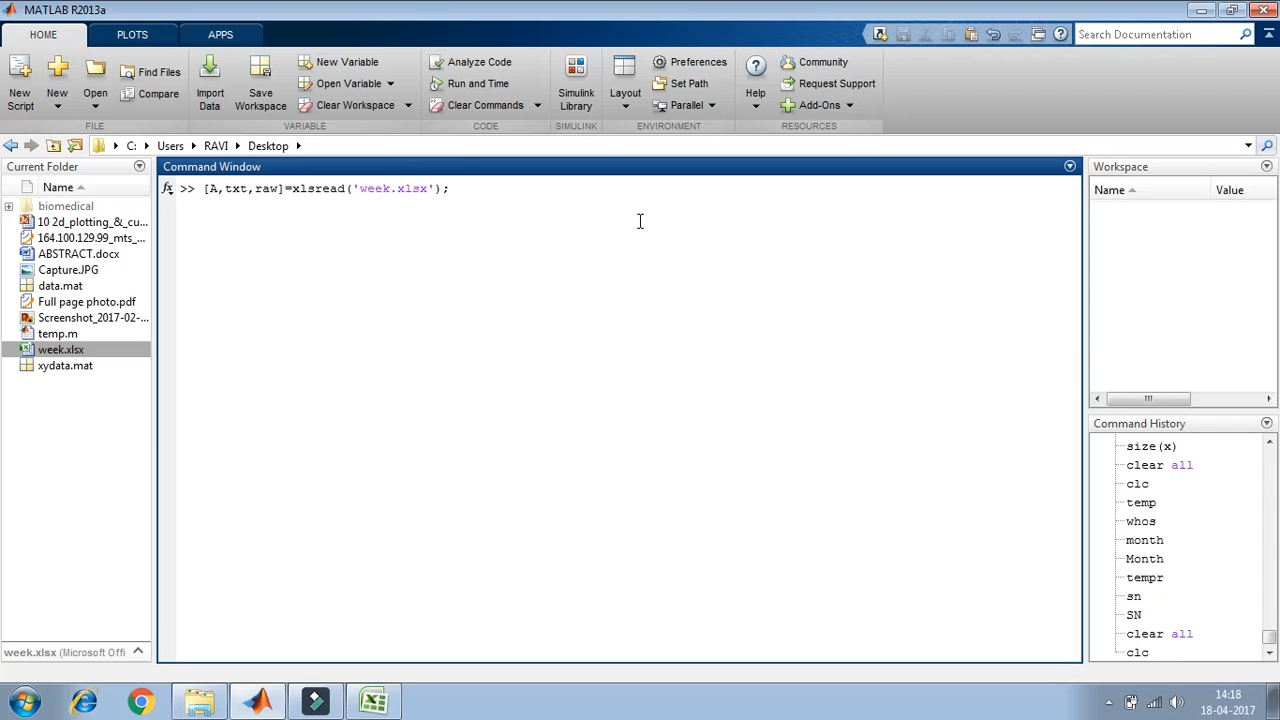 MATLAB R2013a
HOME PLOTS APPS Search Documentation
New Script New Open Find Files Compare Import Data Save Workspace New Variable Open Variable Clear Workspace Analyze Code Run and Time Clear Commands Simulink Library Layout Preferences Set Path Parallel Help Community Request Support Add-Ons
FILE VARIABLE CODE SIMULINK ENVIRONMENT RESOURCES
C: Users RAVI Desktop
Current Folder
Name
biomedical
10 2d_plotting_&_cu...
164.100.129.99_mts_...
ABSTRACT.docx
Capture.JPG
data.mat
Full page photo.pdf
Screenshot_2017-02-...
temp.m
week.xlsx
xydata.mat
week.xlsx (Microsoft Offi
Command Window
fx >> [A,txt,raw]=xlsread('week.xlsx');
Workspace
Name Value
Command History
size(x)
clear all
clc
temp
whos
month
Month
tempr
sn
SN
clear all
clc
14:18
18-04-2017